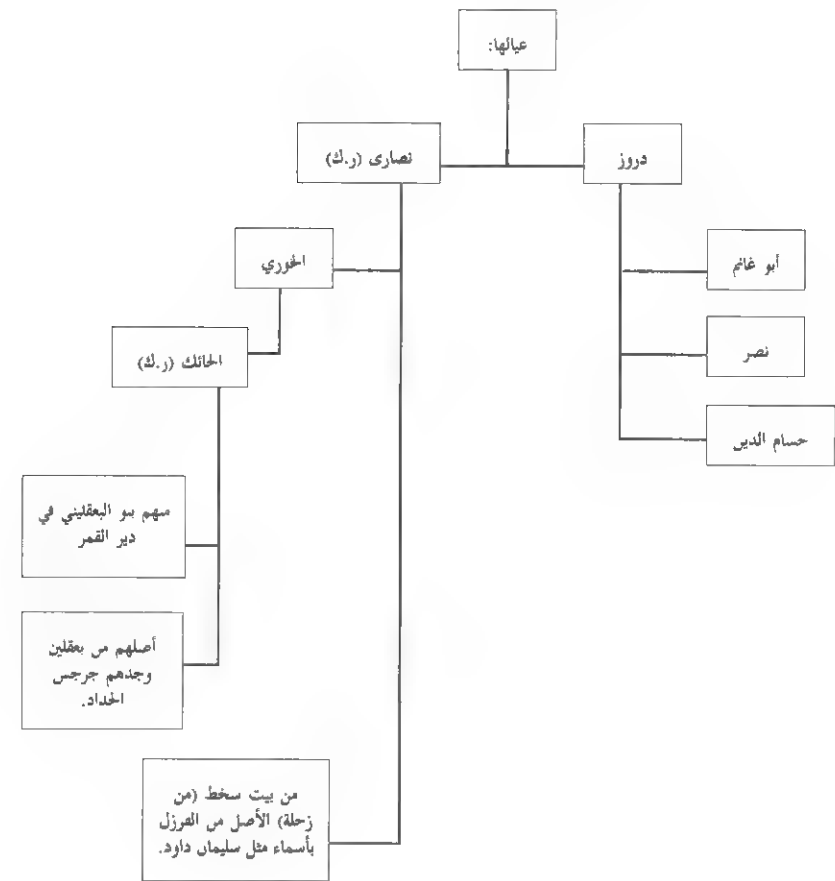 عيالها:
دروز
أبو غانم
نصر
حسام الدين
نصارى (ر.ك)
الخوري
الحائك (ر.ك)
منهم بنو البعقليني في
دير القمر
أصلهم من بعقلين
وجدهم جرجس
الحداد.
من بيت سخط (من
زحلة) الأصل من الفرزل
بأسماء مثل سليمان داود.